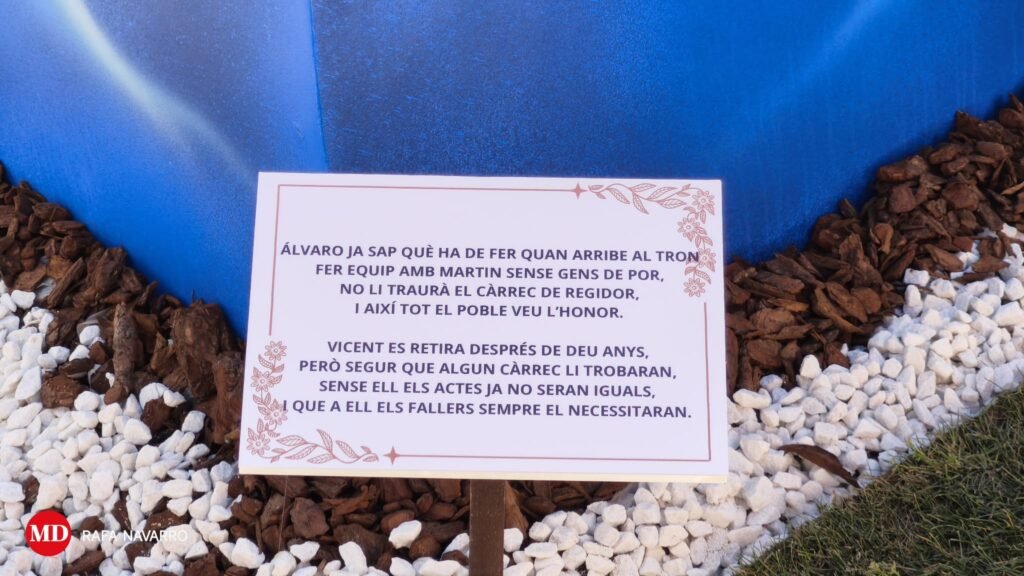 ÁLVARO JA SAP QUÈ HA DE FER QUAN ARRIBE AL TRON
FER EQUIP AMB MARTIN SENSE GENS DE POR,
NO LI TRAURÀ EL CÀRREC DE REGIDOR,
I AIXÍ TOT EL POBLE VEU L'HONOR.
VICENT ES RETIRA DESPRÉS DE DEU ANYS,
PERÒ SEGUR QUE ALGUN CÀRREC LI TROBARAN,
SENSE ELL ELS ACTES JA NO SERAN IGUALS,
I QUE A ELL ELS FALLERS SEMPRE EL NECESSITARAN.
MD RAFA NAVARRO